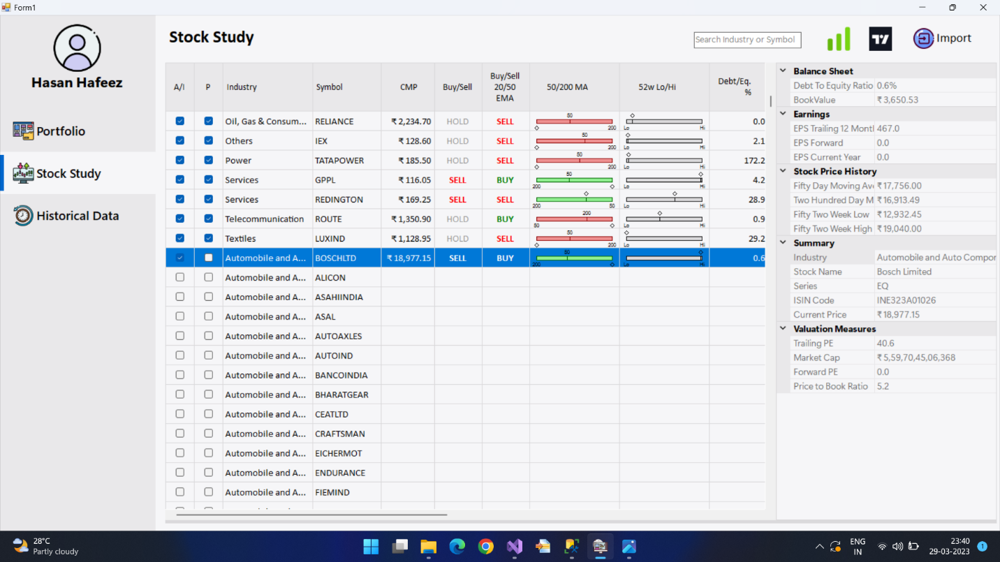 Form1
Hasan Hafeez
Portfolio
Stock Study
Historical Data
Stock Study
Search Industry or Symbol
Import
A/I P Industry Symbol CMP Buy/Sell Buy/Sell 20/50 EMA 50/200 MA 52w Lo/Hi Debt/Eq. %
Oil, Gas & Consum... RELIANCE ₹ 2,234.70 HOLD SELL 50 200 Lo Hi 0.0
Others IEX ₹ 128.60 HOLD SELL 50 200 Lo Hi 2.1
Power TATAPOWER ₹ 185.50 HOLD SELL 50 200 Lo Hi 172.2
Services GPPL ₹ 116.05 SELL BUY 50 200 Lo Hi 4.2
Services REDINGTON ₹ 169.25 SELL SELL 200 50 Lo Hi 28.9
Telecommunication ROUTE ₹ 1,350.90 HOLD BUY 200 50 Lo Hi 0.9
Textiles LUXIND ₹ 1,128.95 HOLD SELL 50 200 Lo Hi 29.2
Automobile and A... BOSCHLTD ₹ 18,977.15 SELL BUY 50 200 Lo Hi 0.6
Automobile and A... ALICON
Automobile and A... ASAHIINDIA
Automobile and A... ASAL
Automobile and A... AUTOAXLES
Automobile and A... AUTOIND
Automobile and A... BANCOINDIA
Automobile and A... BHARATGEAR
Automobile and A... CEATLTD
Automobile and A... CRAFTSMAN
Automobile and A... EICHERMOT
Automobile and A... ENDURANCE
Automobile and A... FIEMIND
Balance Sheet
Debt To Equity Ratio 0.6%
BookValue ₹ 3,650.53
Earnings
EPS Trailing 12 Montl 467.0
EPS Forward 0.0
EPS Current Year 0.0
Stock Price History
Fifty Day Moving Ave ₹ 17,756.00
Two Hundred Day M ₹ 16,913.49
Fifty Two Week Low ₹ 12,932.45
Fifty Two Week High ₹ 19,040.00
Summary
Industry Automobile and Auto Compor
Stock Name Bosch Limited
Series EQ
ISIN Code INE323A01026
Current Price ₹ 18,977.15
Valuation Measures
Trailing PE 40.6
Market Cap ₹ 5,59,70,45,06,368
Forward PE 0.0
Price to Book Ratio 5.2
28°C
Partly cloudy
ENG
IN
23:40
29-03-2023
1